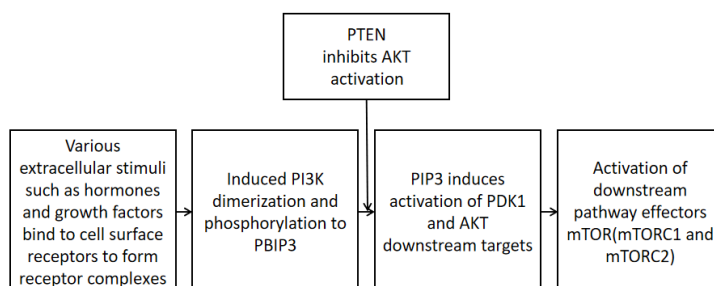 PTEN
inhibits AKT
activation
Various
extracellular stimuli
such as hormones
and growth factors
bind to cell surface
receptors to form
receptor complexes
Induced PI3K
dimerization and
phosphorylation to
PBIP3
PIP3 induces
activation of PDK1
and AKT
downstream targets
Activation of
downstream
pathway effectors
mTOR(mTORC1 and
mTORC2)